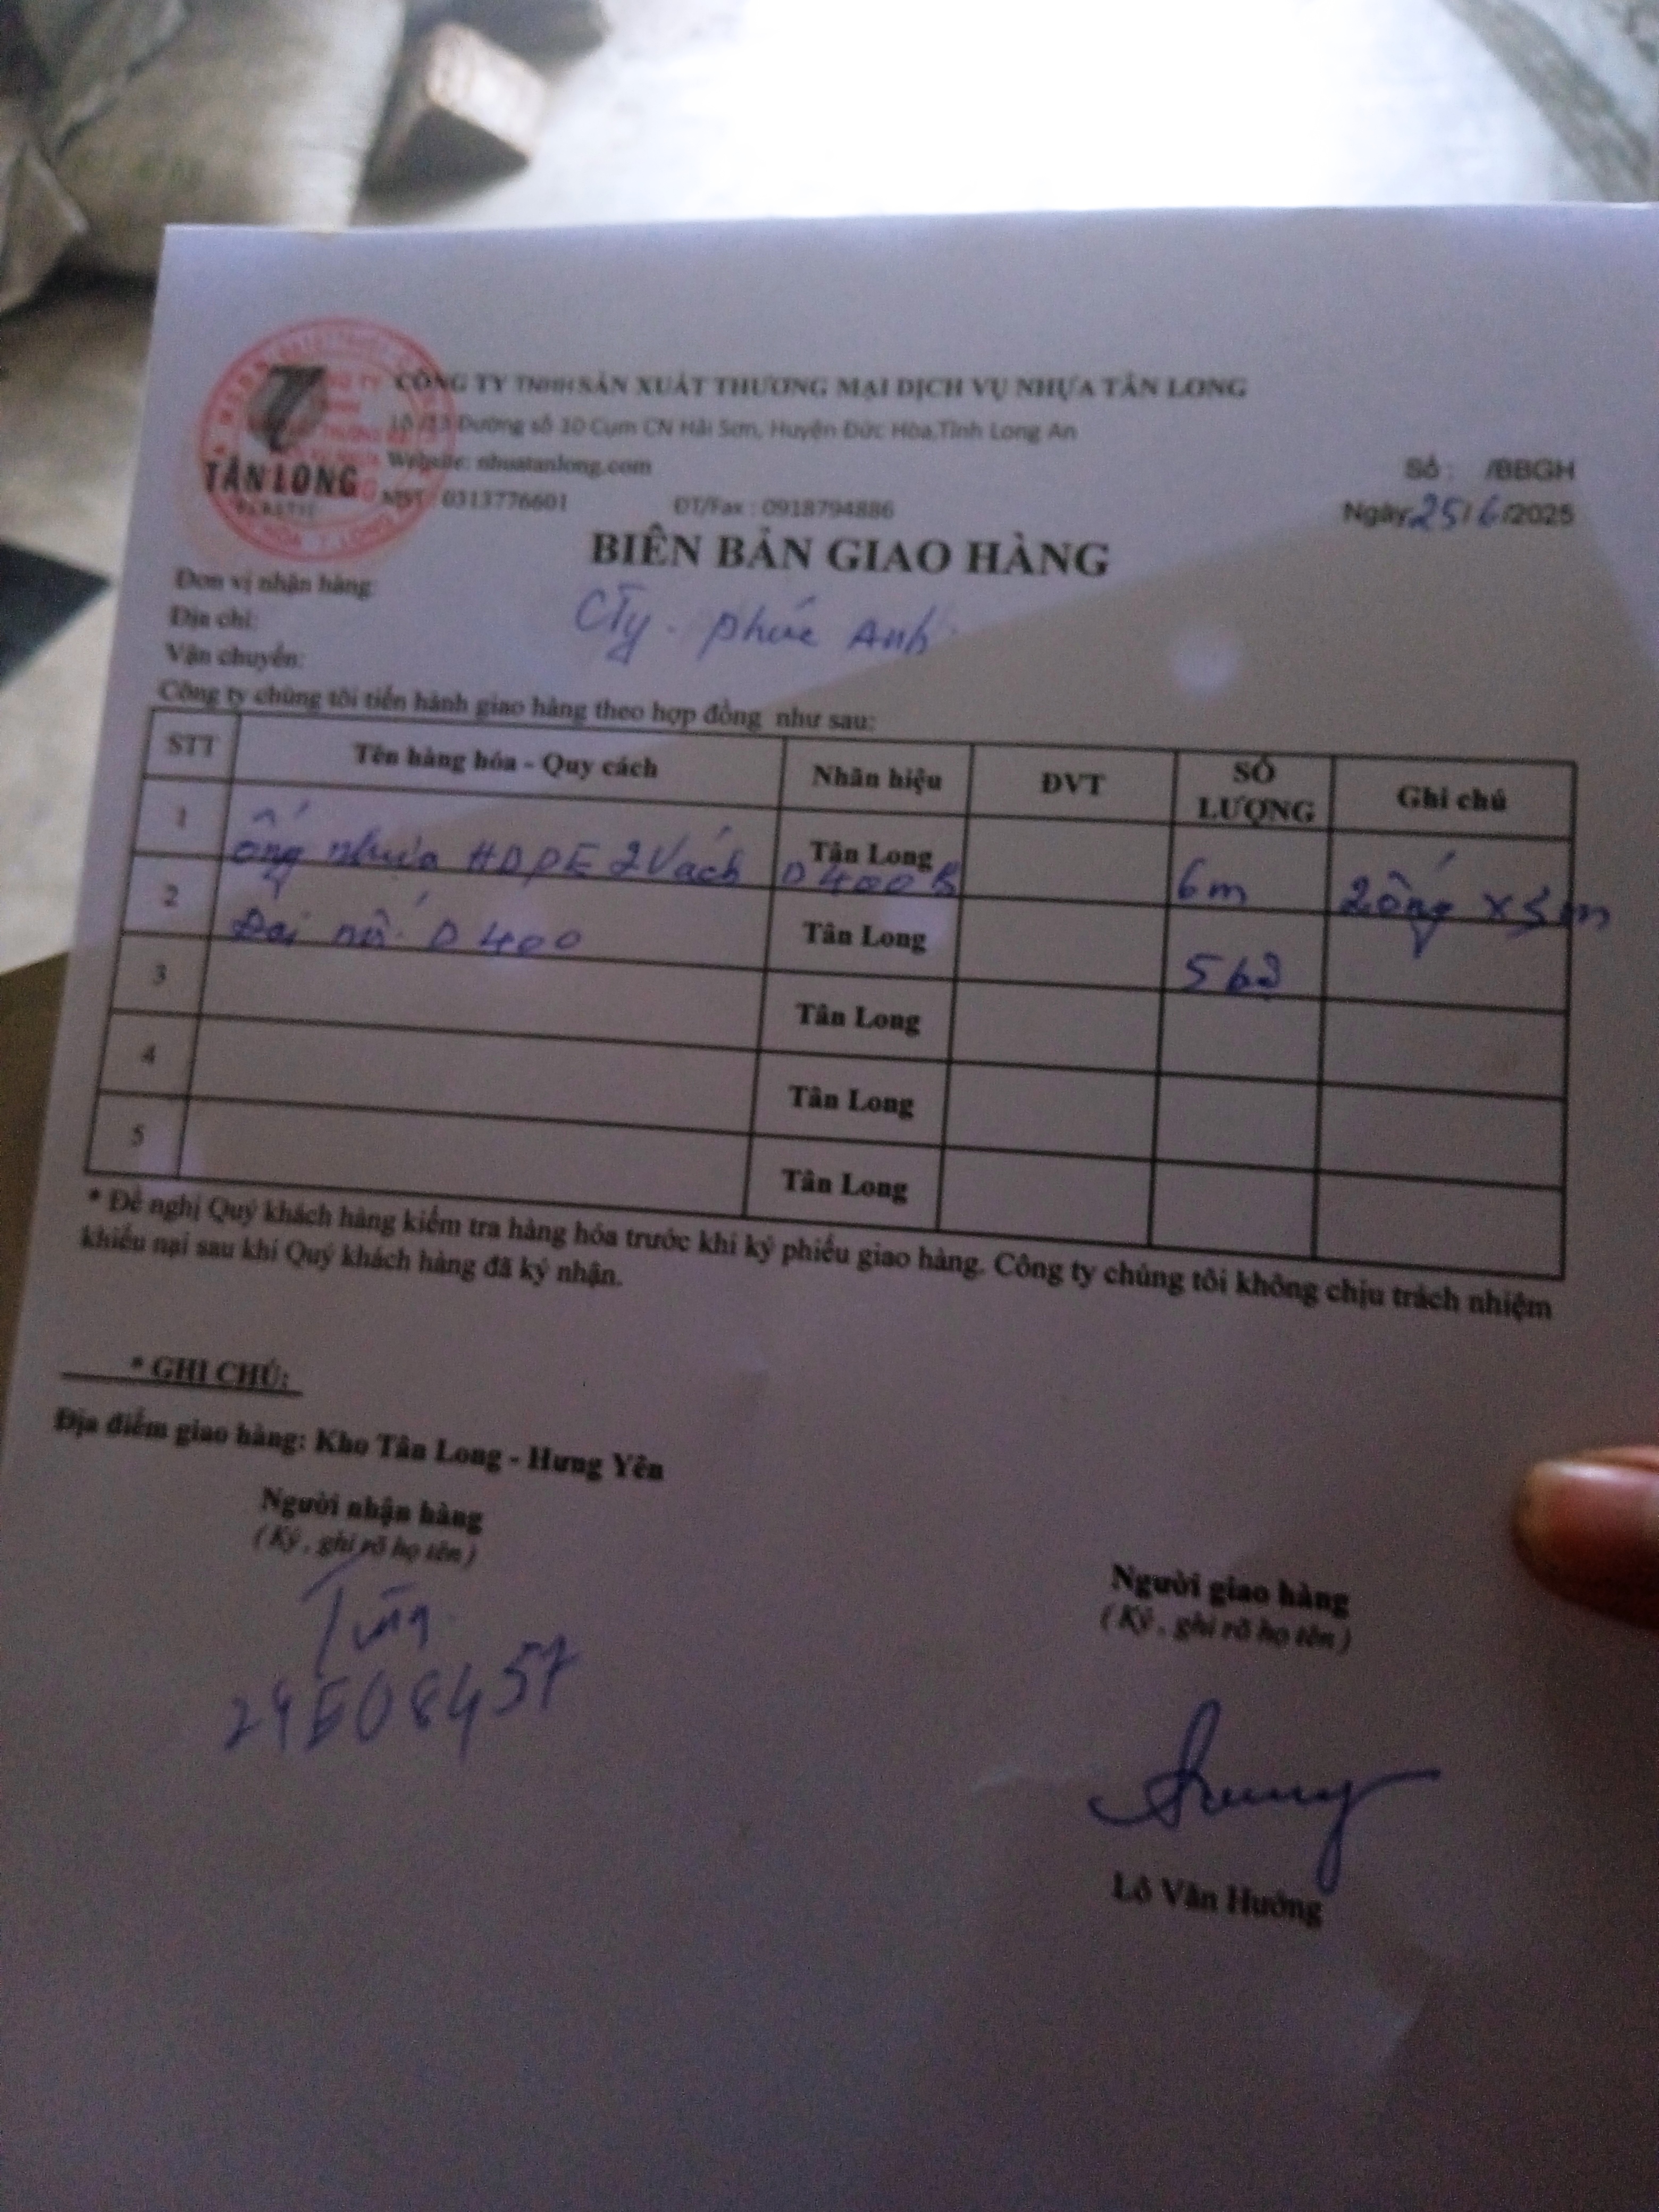 CÔNG TY TNHH SẢN XUẤT THƯƠNG MẠI DỊCH VỤ NHỰA TÂN LONG
Đường số 10 Cụm CN Hải Sơn, Huyện Đức Hòa,Tỉnh Long An
Website: nhuatanlong.com
MST : 0313776601 ĐT/Fax : 0918794886
TÂN LONG
Số : /BBGH
Ngày 25/6/2025
BIÊN BẢN GIAO HÀNG
Đơn vị nhận hàng
Địa chỉ:
Cty. Phúc Anh
Vận chuyển:
Công ty chúng tôi tiến hành giao hàng theo hợp đồng như sau:
STT Tên hàng hóa - Quy cách Nhãn hiệu ĐVT SỐ LƯỢNG Ghi chú
1 ống nhựa HDPE 2 Vách D400B Tân Long 6m 2ống x 3m
2 Đai nối D400 Tân Long 5 bộ
3 Tân Long
4 Tân Long
5 Tân Long
* Đề nghị Quý khách hàng kiểm tra hàng hóa trước khi ký phiếu giao hàng. Công ty chúng tôi không chịu trách nhiệm
khiếu nại sau khi Quý khách hàng đã ký nhận.
* GHI CHÚ:
Địa điểm giao hàng: Kho Tân Long - Hưng Yên
Người nhận hàng
(Ký , ghi rõ họ tên)
Tùng
29E08457
Người giao hàng
(Ký , ghi rõ họ tên)
Lô Văn Hưởng